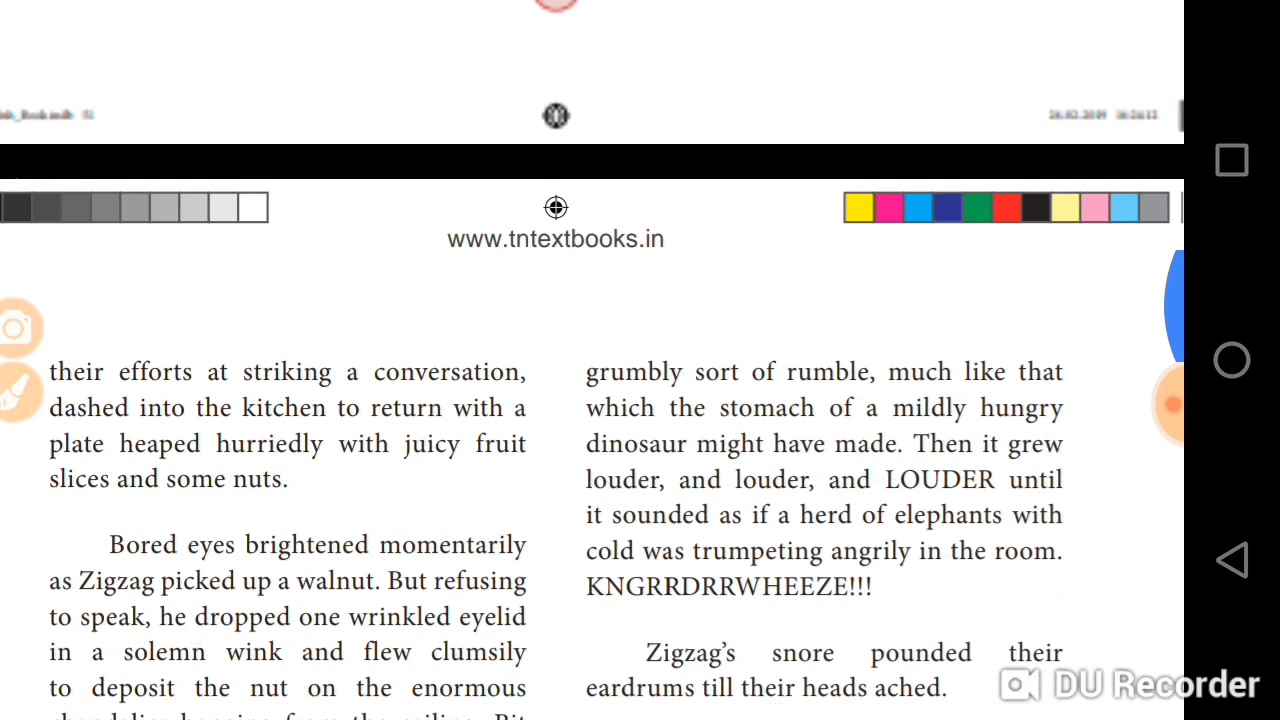 www.tntextbooks.in
their efforts at striking a conversation,
dashed into the kitchen to return with a
plate heaped hurriedly with juicy fruit
slices and some nuts.
Bored eyes brightened momentarily
as Zigzag picked up a walnut. But refusing
to speak, he dropped one wrinkled eyelid
in a solemn wink and flew clumsily
to deposit the nut on the enormous
grumbly sort of rumble, much like that
which the stomach of a mildly hungry
dinosaur might have made. Then it grew
louder, and louder, and LOUDER until
it sounded as if a herd of elephants with
cold was trumpeting angrily in the room.
KNGRRDRRWHEEZE!!!
Zigzag's snore pounded their
eardrums till their heads ached.
DU Recorder